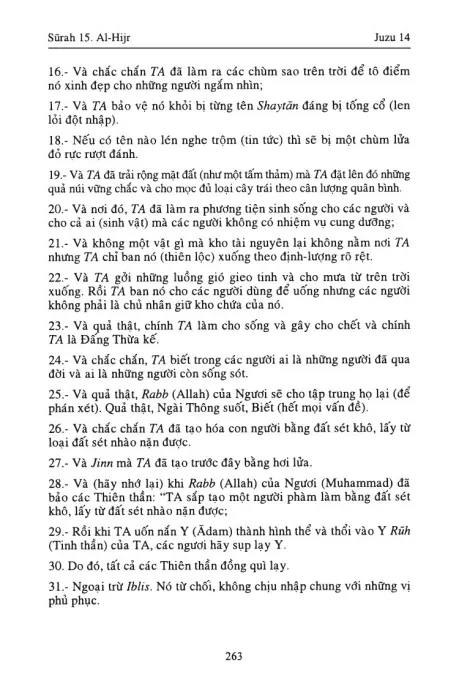 Sūrah 15. Al-Hijr Juzu 14
16.- Và chắc chắn TA đã làm ra các chùm sao trên trời để tô điểm
nó xinh đẹp cho những người ngắm nhìn;
17.- Và TA bảo vệ nó khỏi bị từng tên Shaytān đáng bị tống cổ (len
lỏi đột nhập).
18.- Nếu có tên nào lén nghe trộm (tin tức) thì sẽ bị một chùm lửa
đỏ rực rượt đánh.
19.- Và TA đã trải rộng mặt đất (như một tấm thảm) mà TA đặt lên đó những
quả núi vững chắc và cho mọc đủ loại cây trái theo cân lượng quân bình.
20.- Và nơi đó, TA đã làm ra phương tiện sinh sống cho các người và
cho cả ai (sinh vật) mà các người không có nhiệm vụ cung dưỡng;
21.- Và không một vật gì mà kho tài nguyên lại không nằm nơi TA
nhưng TA chỉ ban nó (thiên lộc) xuống theo định-lượng rõ rệt.
22.- Và TA gởi những luồng gió gieo tinh và cho mưa từ trên trời
xuống. Rồi TA ban nó cho các người dùng để uống nhưng các người
không phải là chủ nhân giữ kho chứa của nó.
23.- Và quả thật, chính TA làm cho sống và gây cho chết và chính
TA là Đấng Thừa kế.
24.- Và chắc chắn, TA biết trong các người ai là những người đã qua
đời và ai là những người còn sống sót.
25.- Và quả thật, Rabb (Allah) của Ngươi sẽ cho tập trung họ lại (để
phán xét). Quả thật, Ngài Thông suốt, Biết (hết mọi vấn đề).
26.- Và chắc chắn TA đã tạo hóa con người bằng đất sét khô, lấy từ
loại đất sét nhào nặn được.
27.- Và Jinn mà TA đã tạo trước đây bằng hơi lửa.
28.- Và (hãy nhớ lại) khi Rabb (Allah) của Ngươi (Muhammad) đã
bảo các Thiên thần: “TA sắp tạo một người phàm làm bằng đất sét
khô, lấy từ đất sét nhào nặn được;
29.- Rồi khi TA uốn nắn Y (Ādam) thành hình thể và thổi vào Y Rūh
(Tinh thần) của TA, các ngươi hãy sụp lạy Y.
30. Do đó, tất cả các Thiên thần đồng quì lạy.
31.- Ngoại trừ Iblis. Nó từ chối, không chịu nhập chung với những vị
phủ phục.
263